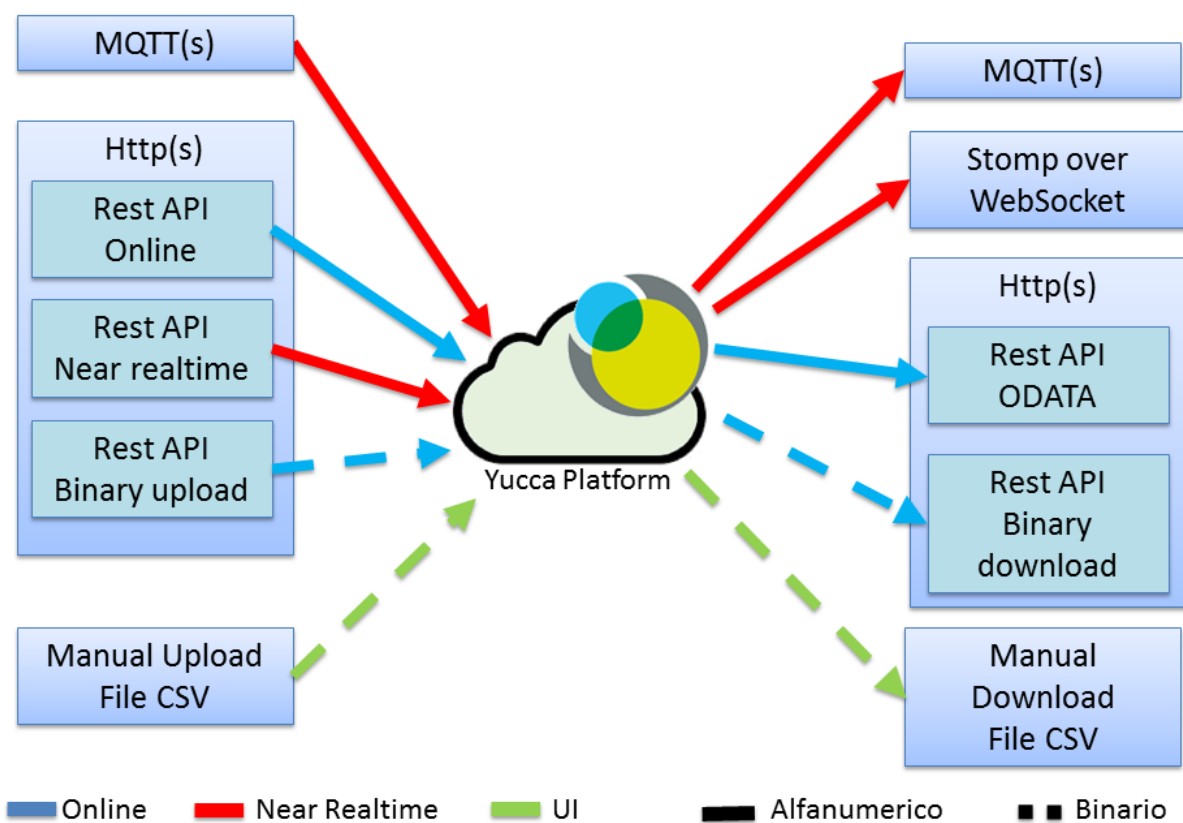 MQTT(s)
Http(s)
Rest API
Online
Rest API
Near realtime
Rest API
Binary upload
Manual Upload
File CSV
Yucca Platform
MQTT(s)
Stomp over
WebSocket
Http(s)
Rest API
ODATA
Rest API
Binary
download
Manual
Download
File CSV
Online
Near Realtime
UI
Alfanumerico
Binario